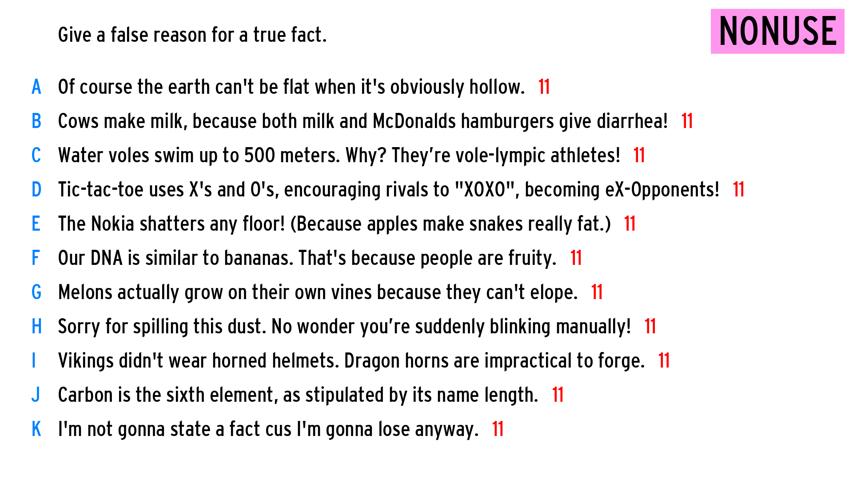 Give a false reason for a true fact.
NONUSE
A Of course the earth can't be flat when it's obviously hollow. 11
B Cows make milk, because both milk and McDonalds hamburgers give diarrhea! 11
C Water voles swim up to 500 meters. Why? They’re vole-lympic athletes! 11
D Tic-tac-toe uses X's and O's, encouraging rivals to "XOXO", becoming eX-Opponents! 11
E The Nokia shatters any floor! (Because apples make snakes really fat.) 11
F Our DNA is similar to bananas. That's because people are fruity. 11
G Melons actually grow on their own vines because they can't elope. 11
H Sorry for spilling this dust. No wonder you’re suddenly blinking manually! 11
I Vikings didn't wear horned helmets. Dragon horns are impractical to forge. 11
J Carbon is the sixth element, as stipulated by its name length. 11
K I'm not gonna state a fact cus I'm gonna lose anyway. 11